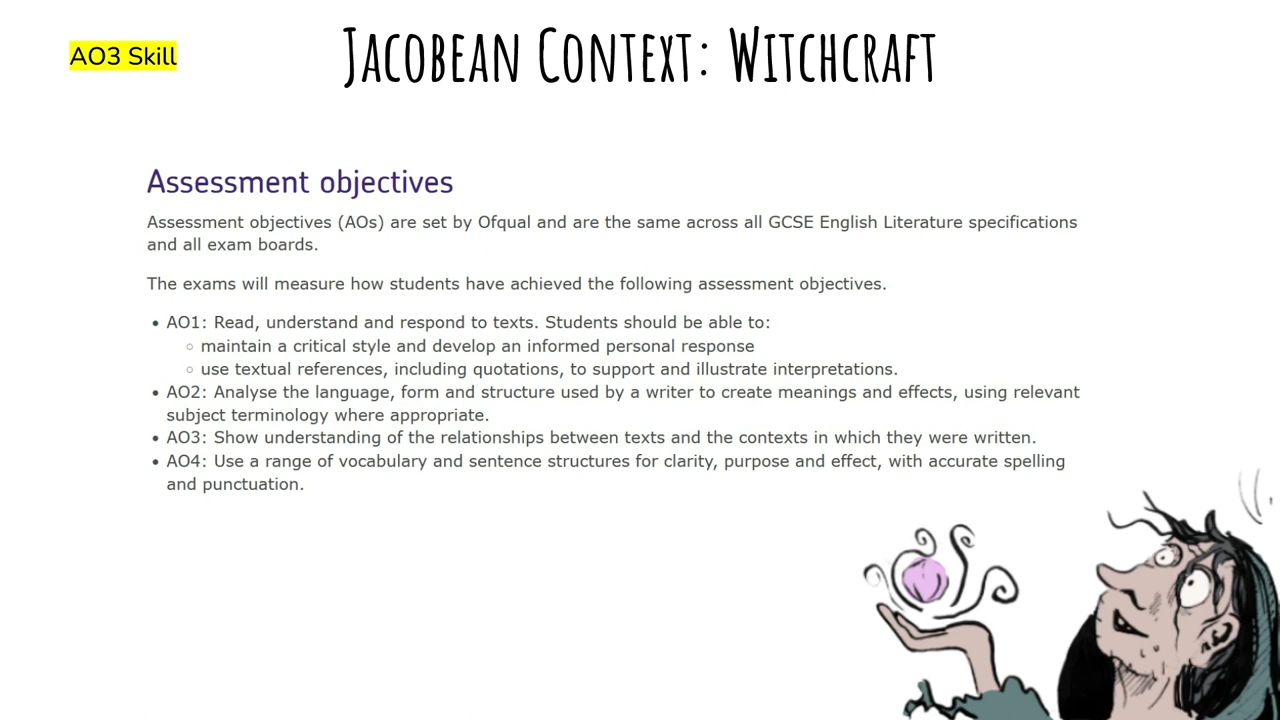 AO3 Skill
Jacobean Context: Witchcraft
Assessment objectives
Assessment objectives (AOs) are set by Ofqual and are the same across all GCSE English Literature specifications
and all exam boards.
The exams will measure how students have achieved the following assessment objectives.
• AO1: Read, understand and respond to texts. Students should be able to:
○ maintain a critical style and develop an informed personal response
○ use textual references, including quotations, to support and illustrate interpretations.
• AO2: Analyse the language, form and structure used by a writer to create meanings and effects, using relevant
subject terminology where appropriate.
• AO3: Show understanding of the relationships between texts and the contexts in which they were written.
• AO4: Use a range of vocabulary and sentence structures for clarity, purpose and effect, with accurate spelling
and punctuation.